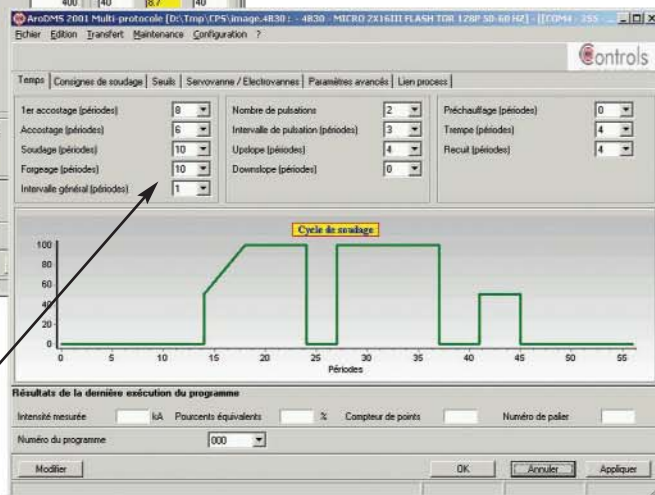 400 40 8.7 40
AroDMS 2001 Multi-protocole [D:\Tmp\CPS\image.4830 : - 4830 - MICRO 2X16III FLASH TOR 128P 50-60 HZ] - [[COM4 - 255 -
Fichier Edition Transfert Maintenance Configuration ?
Controls
Temps Consignes de soudage Seuils Servovanne / Electrovannes Paramètres avancés Lien process
1er accostage (périodes) 8 Nombre de pulsations 2 Préchauffage (périodes) 0
Accostage (périodes) 6 Intervalle de pulsation (périodes) 3 Trempe (périodes) 4
Soudage (périodes) 10 Upslope (périodes) 4 Recuit (périodes) 4
Forgeage (périodes) 10 Downslope (périodes) 0
Intervalle général (périodes) 1
Cycle de soudage
100
80
60
40
20
0
0 5 10 15 20 25 30 35 40 45 50 55
Périodes
Résultats de la dernière exécution du programme
Intensité mesurée kA Pourcents équivalents % Compteur de points Numéro de palier
Numéro du programme 000
Modifier OK Annuler Appliquer